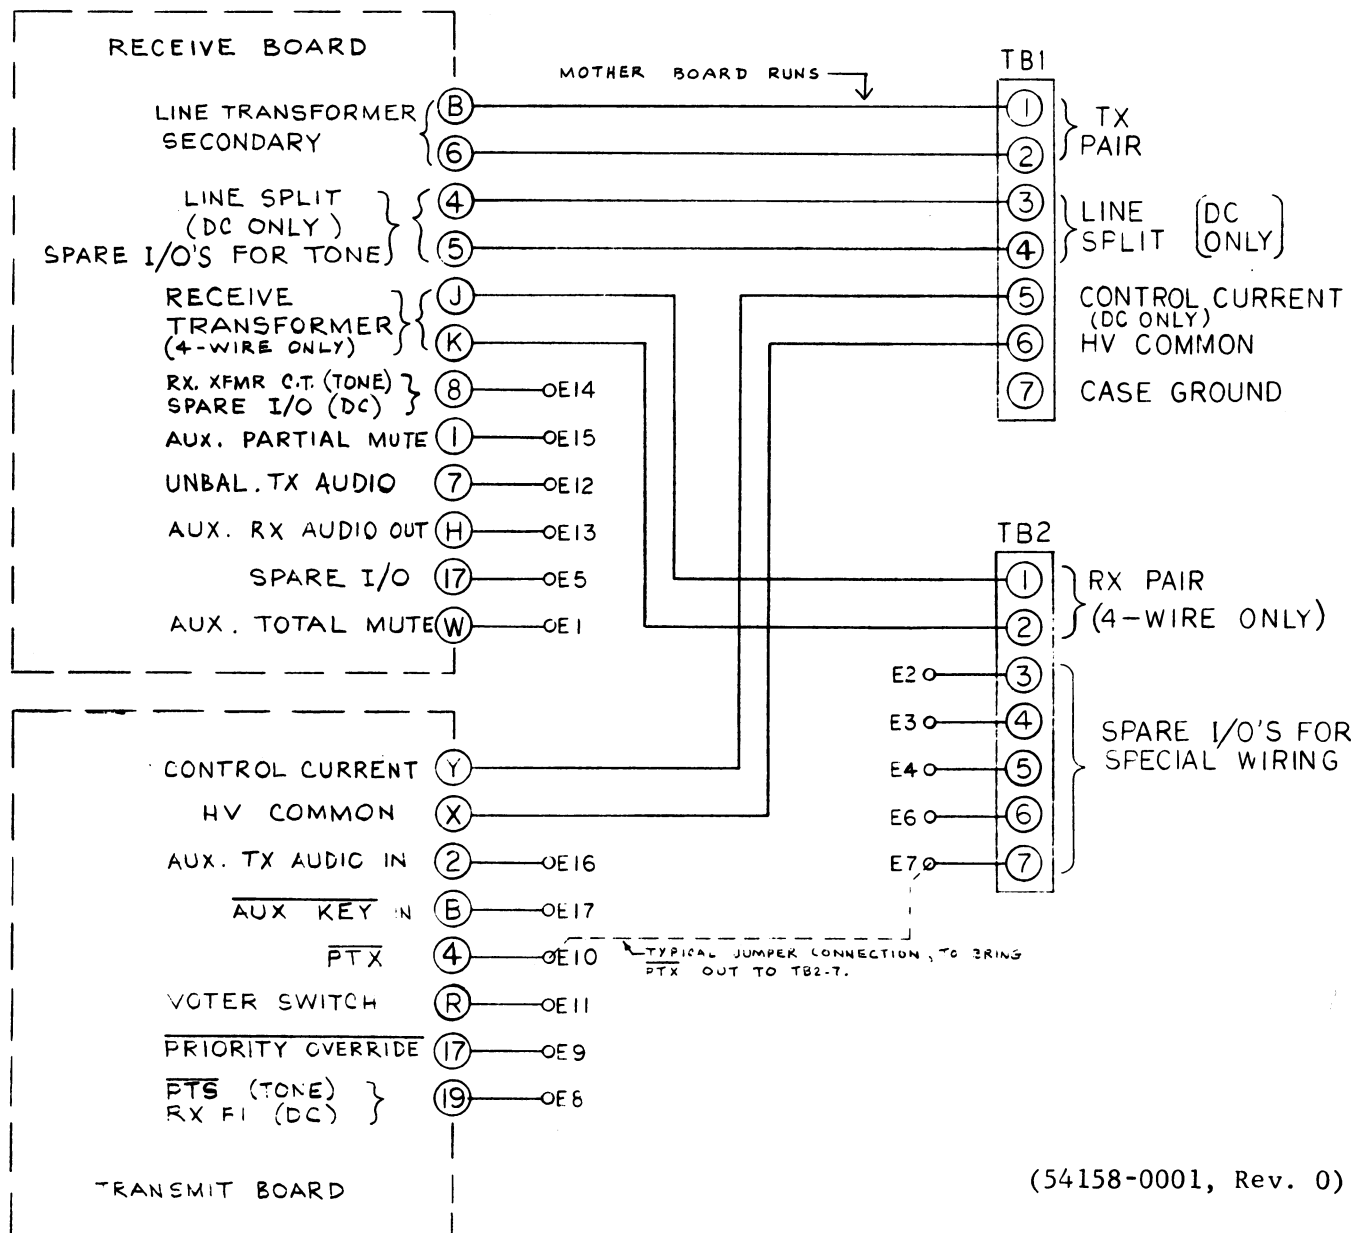 RECEIVE BOARD
MOTHER BOARD RUNS
TB1
LINE TRANSFORMER
SECONDARY
B
6
1
2
TX
PAIR
LINE SPLIT
(DC ONLY)
SPARE I/O'S FOR TONE
4
5
3
4
LINE
SPLIT
DC
ONLY
RECEIVE
TRANSFORMER
(4-WIRE ONLY)
J
K
5
6
7
CONTROL CURRENT
(DC ONLY)
HV COMMON
CASE GROUND
RX. XFMR C.T. (TONE)
SPARE I/O (DC)
8
E14
AUX. PARTIAL MUTE
1
E15
UNBAL. TX AUDIO
7
E12
AUX. RX AUDIO OUT
H
E13
SPARE I/O
17
E5
AUX. TOTAL MUTE
W
E1
TB2
1
2
RX PAIR
(4-WIRE ONLY)
E2
3
E3
4
E4
5
E6
6
E7
7
SPARE I/O'S FOR
SPECIAL WIRING
CONTROL CURRENT
Y
HV COMMON
X
AUX. TX AUDIO IN
2
E16
AUX KEY IN
B
E17
PTX
4
E10
TYPICAL JUMPER CONNECTION, TO BRING
PTX OUT TO TB2-7.
VOTER SWITCH
R
E11
PRIORITY OVERRIDE
17
E9
PTS (TONE)
RX F1 (DC)
19
E8
TRANSMIT BOARD
(54158-0001, Rev. 0)